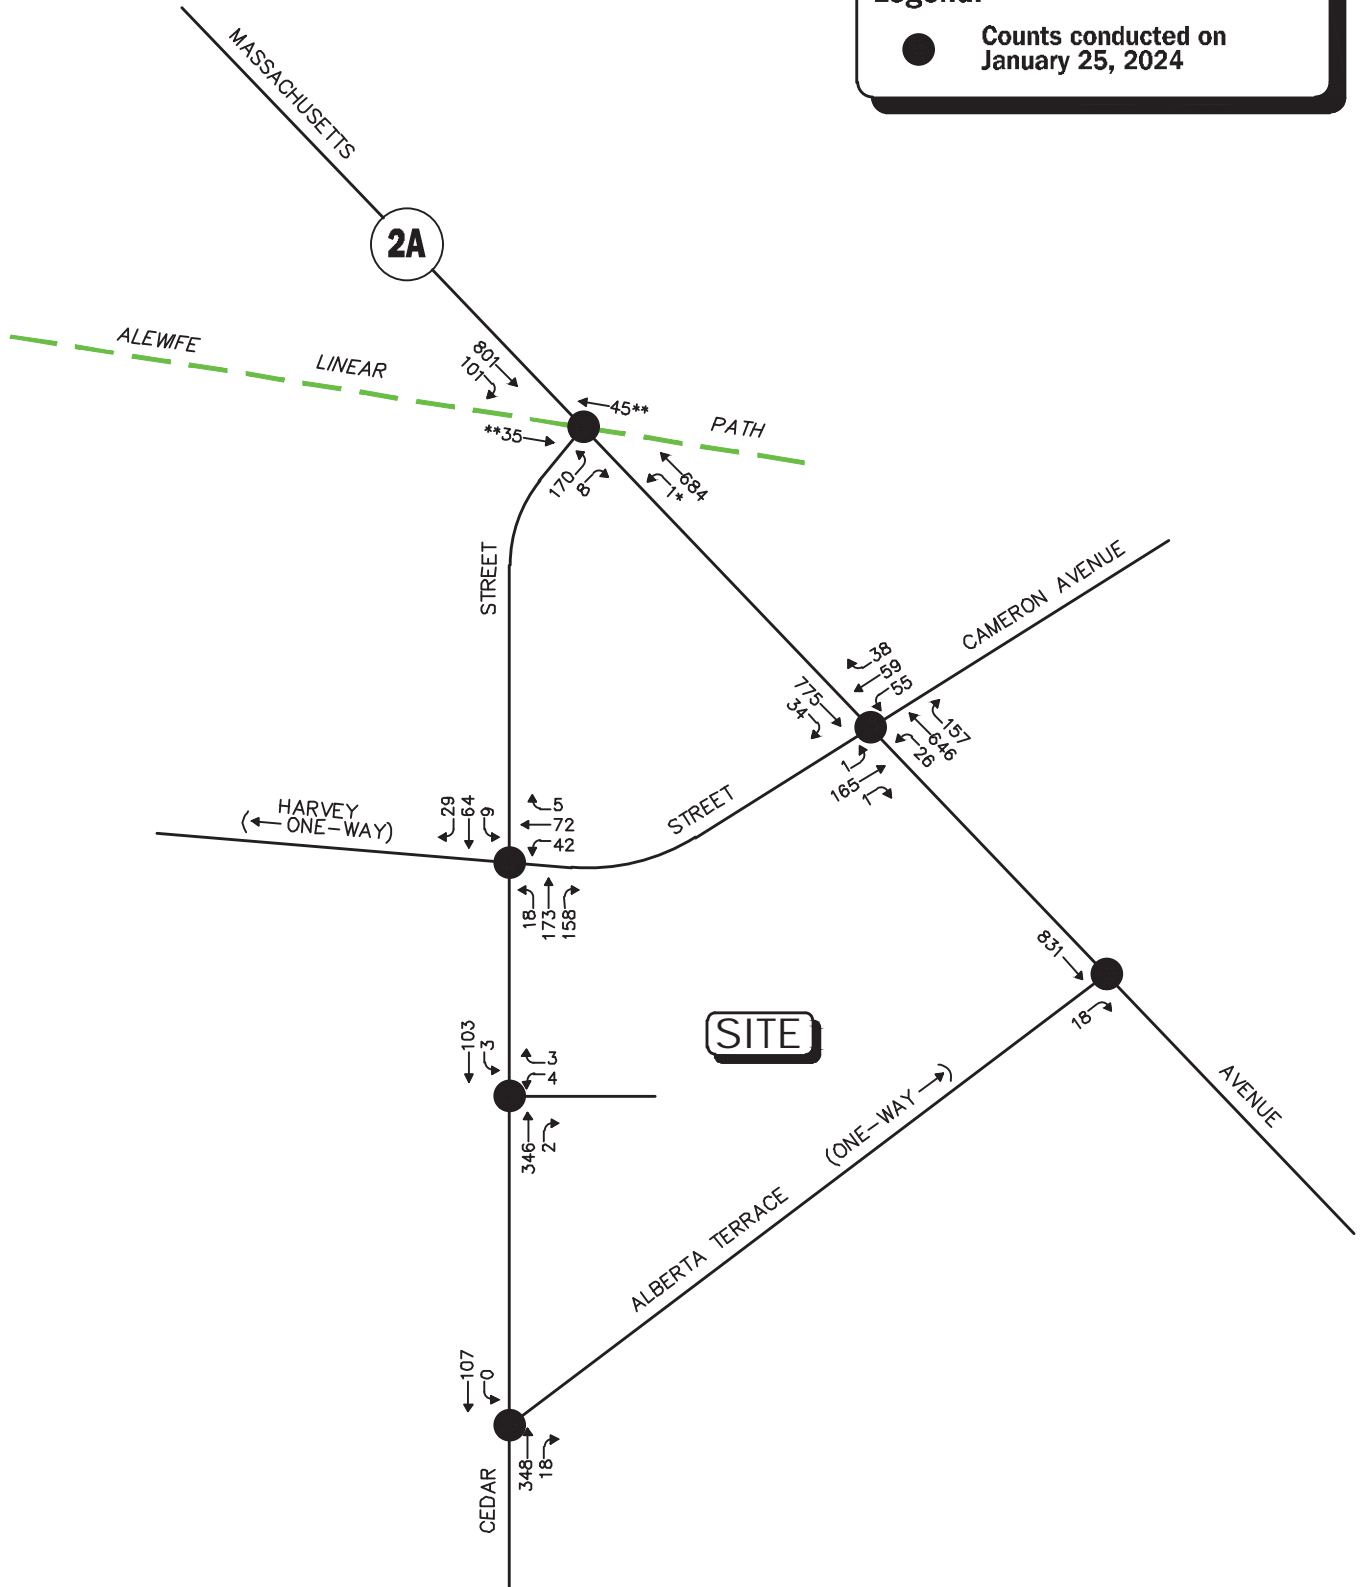 Legend:
Counts conducted on
January 25, 2024
MASSACHUSETTS
2A
ALEWIFE
LINEAR
PATH
801
101
45**
**35
170
8
684
1*
STREET
CAMERON AVENUE
38
59
55
775
34
157
646
26
1
165
1
STREET
HARVEY
(← ONE-WAY)
29
64
9
5
72
42
18
173
158
831
18
SITE
103
3
3
4
346
2
(ONE-WAY →)
AVENUE
ALBERTA TERRACE
107
0
348
18
CEDAR